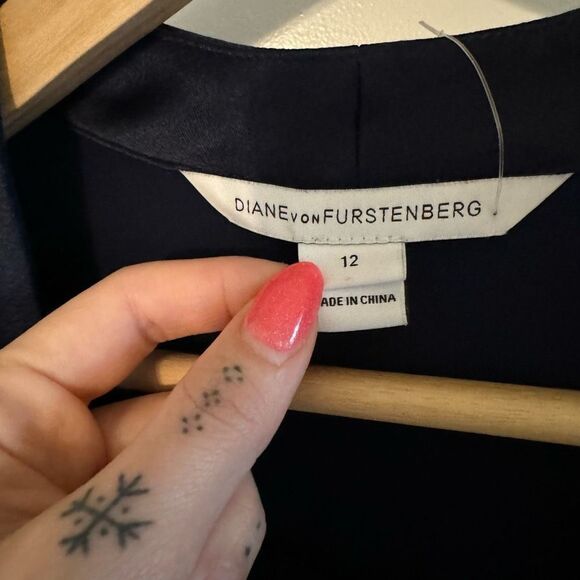 DIANE VON FURSTENBERG
12
ADE IN CHINA